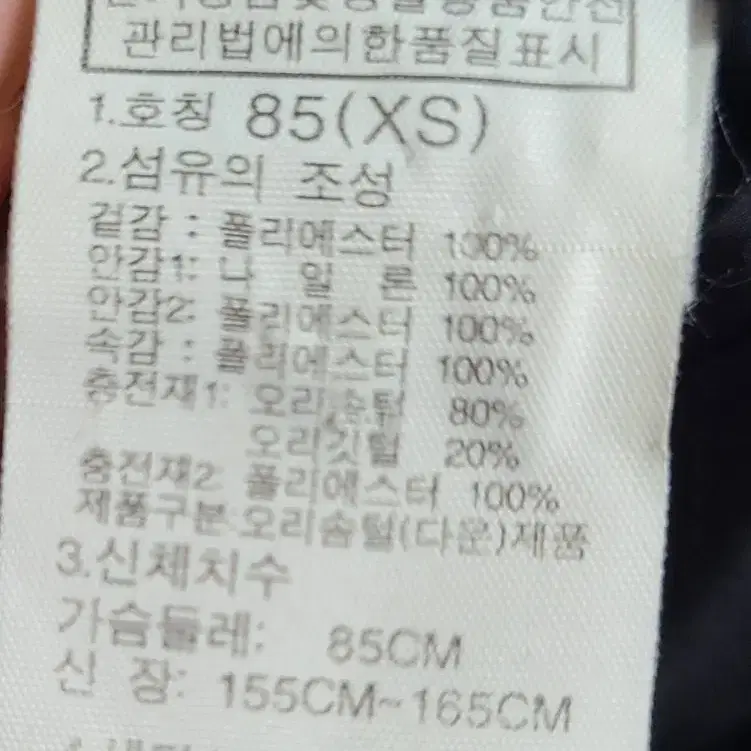 관리법에의한품질표시
1.호칭 85(XS)
2.섬유의 조성
겉감 : 폴리에스터 100%
안감1: 나 일 론 100%
안감2: 폴리에스터 100%
속감 : 폴리에스터 100%
충전재1: 오리솜털 80%
오리깃털 20%
충전재2: 폴리에스터 100%
제품구분:오리솜털(다운)제품
3.신체치수
가슴둘레: 85CM
신 장: 155CM~165CM